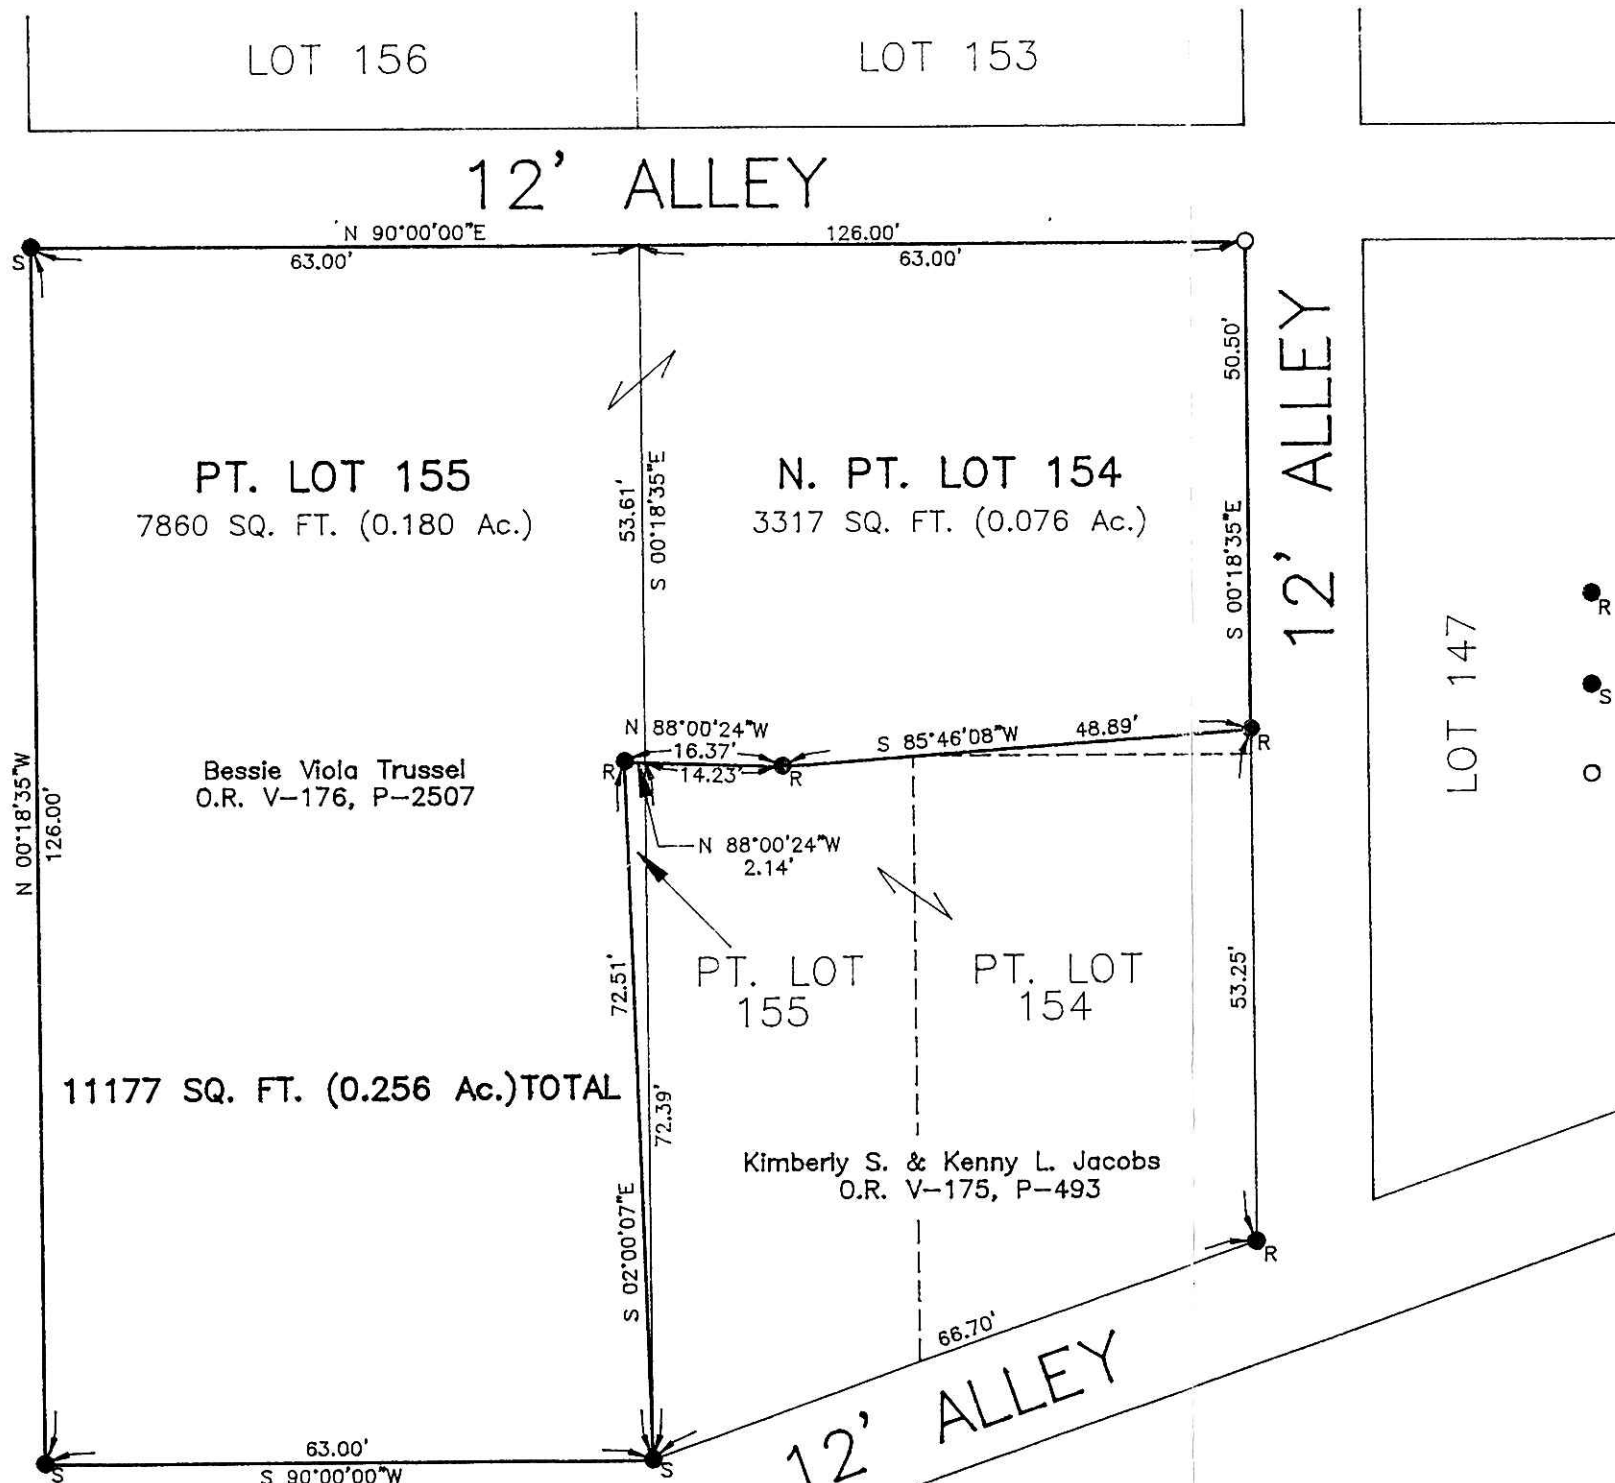 LOT 156
LOT 153
12' ALLEY
N 90°00'00"E
126.00'
63.00'
63.00'
S
50.50'
S 00°18'35"E
12' ALLEY
53.61'
S 00°18'35"E
PT. LOT 155
7860 SQ. FT. (0.180 Ac.)
N. PT. LOT 154
3317 SQ. FT. (0.076 Ac.)
R
S
LOT 147
N 88°00'24"W
16.37'
14.23'
R
R
S 85°46'08"W
48.89'
R
Bessie Viola Trussel
O.R. V-176, P-2507
N 00°18'35"W
126.00'
N 88°00'24"W
2.14'
PT. LOT
155
PT. LOT
154
72.51'
53.25'
11177 SQ. FT. (0.256 Ac.)TOTAL
72.39'
S 02°00'07"E
Kimberly S. & Kenny L. Jacobs
O.R. V-175, P-493
R
66.70'
12' ALLEY
63.00'
S 90°00'00"W
S
S